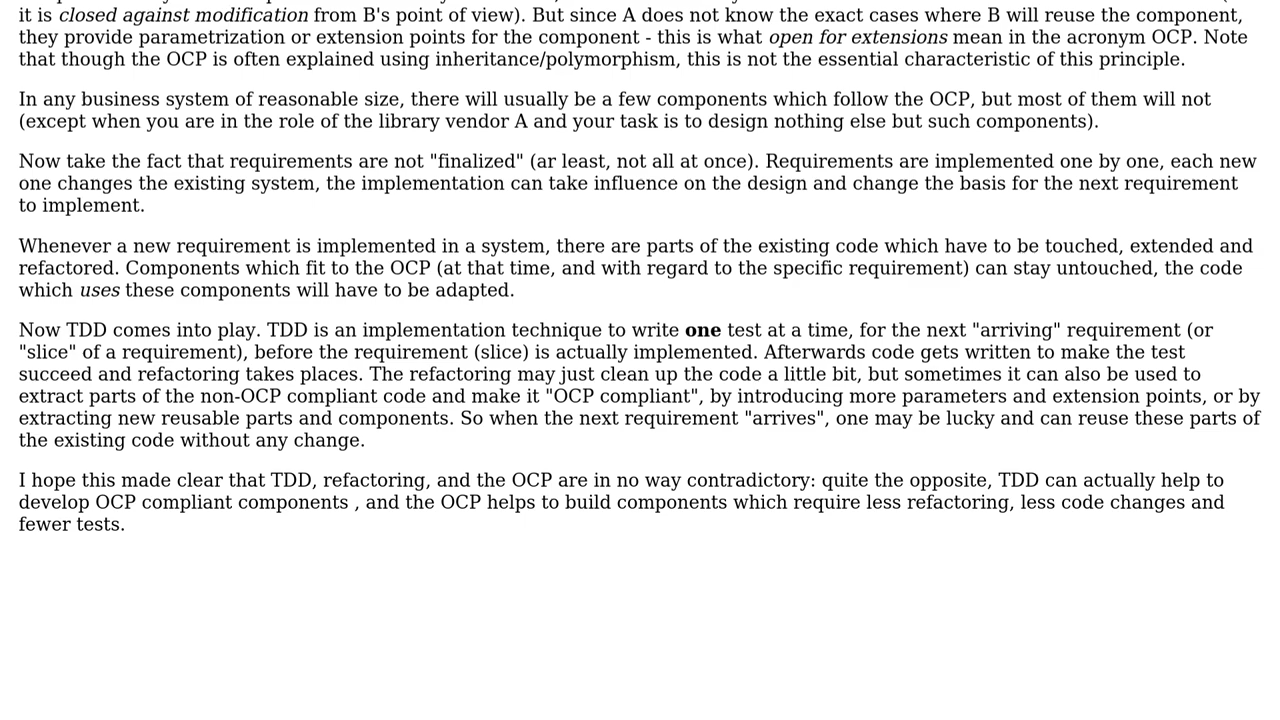 it is closed against modification from B's point of view). But since A does not know the exact cases where B will reuse the component,
they provide parametrization or extension points for the component - this is what open for extensions mean in the acronym OCP. Note
that though the OCP is often explained using inheritance/polymorphism, this is not the essential characteristic of this principle.
In any business system of reasonable size, there will usually be a few components which follow the OCP, but most of them will not
(except when you are in the role of the library vendor A and your task is to design nothing else but such components).
Now take the fact that requirements are not "finalized" (ar least, not all at once). Requirements are implemented one by one, each new
one changes the existing system, the implementation can take influence on the design and change the basis for the next requirement
to implement.
Whenever a new requirement is implemented in a system, there are parts of the existing code which have to be touched, extended and
refactored. Components which fit to the OCP (at that time, and with regard to the specific requirement) can stay untouched, the code
which uses these components will have to be adapted.
Now TDD comes into play. TDD is an implementation technique to write one test at a time, for the next "arriving" requirement (or
"slice" of a requirement), before the requirement (slice) is actually implemented. Afterwards code gets written to make the test
succeed and refactoring takes places. The refactoring may just clean up the code a little bit, but sometimes it can also be used to
extract parts of the non-OCP compliant code and make it "OCP compliant", by introducing more parameters and extension points, or by
extracting new reusable parts and components. So when the next requirement "arrives", one may be lucky and can reuse these parts of
the existing code without any change.
I hope this made clear that TDD, refactoring, and the OCP are in no way contradictory: quite the opposite, TDD can actually help to
develop OCP compliant components , and the OCP helps to build components which require less refactoring, less code changes and
fewer tests.